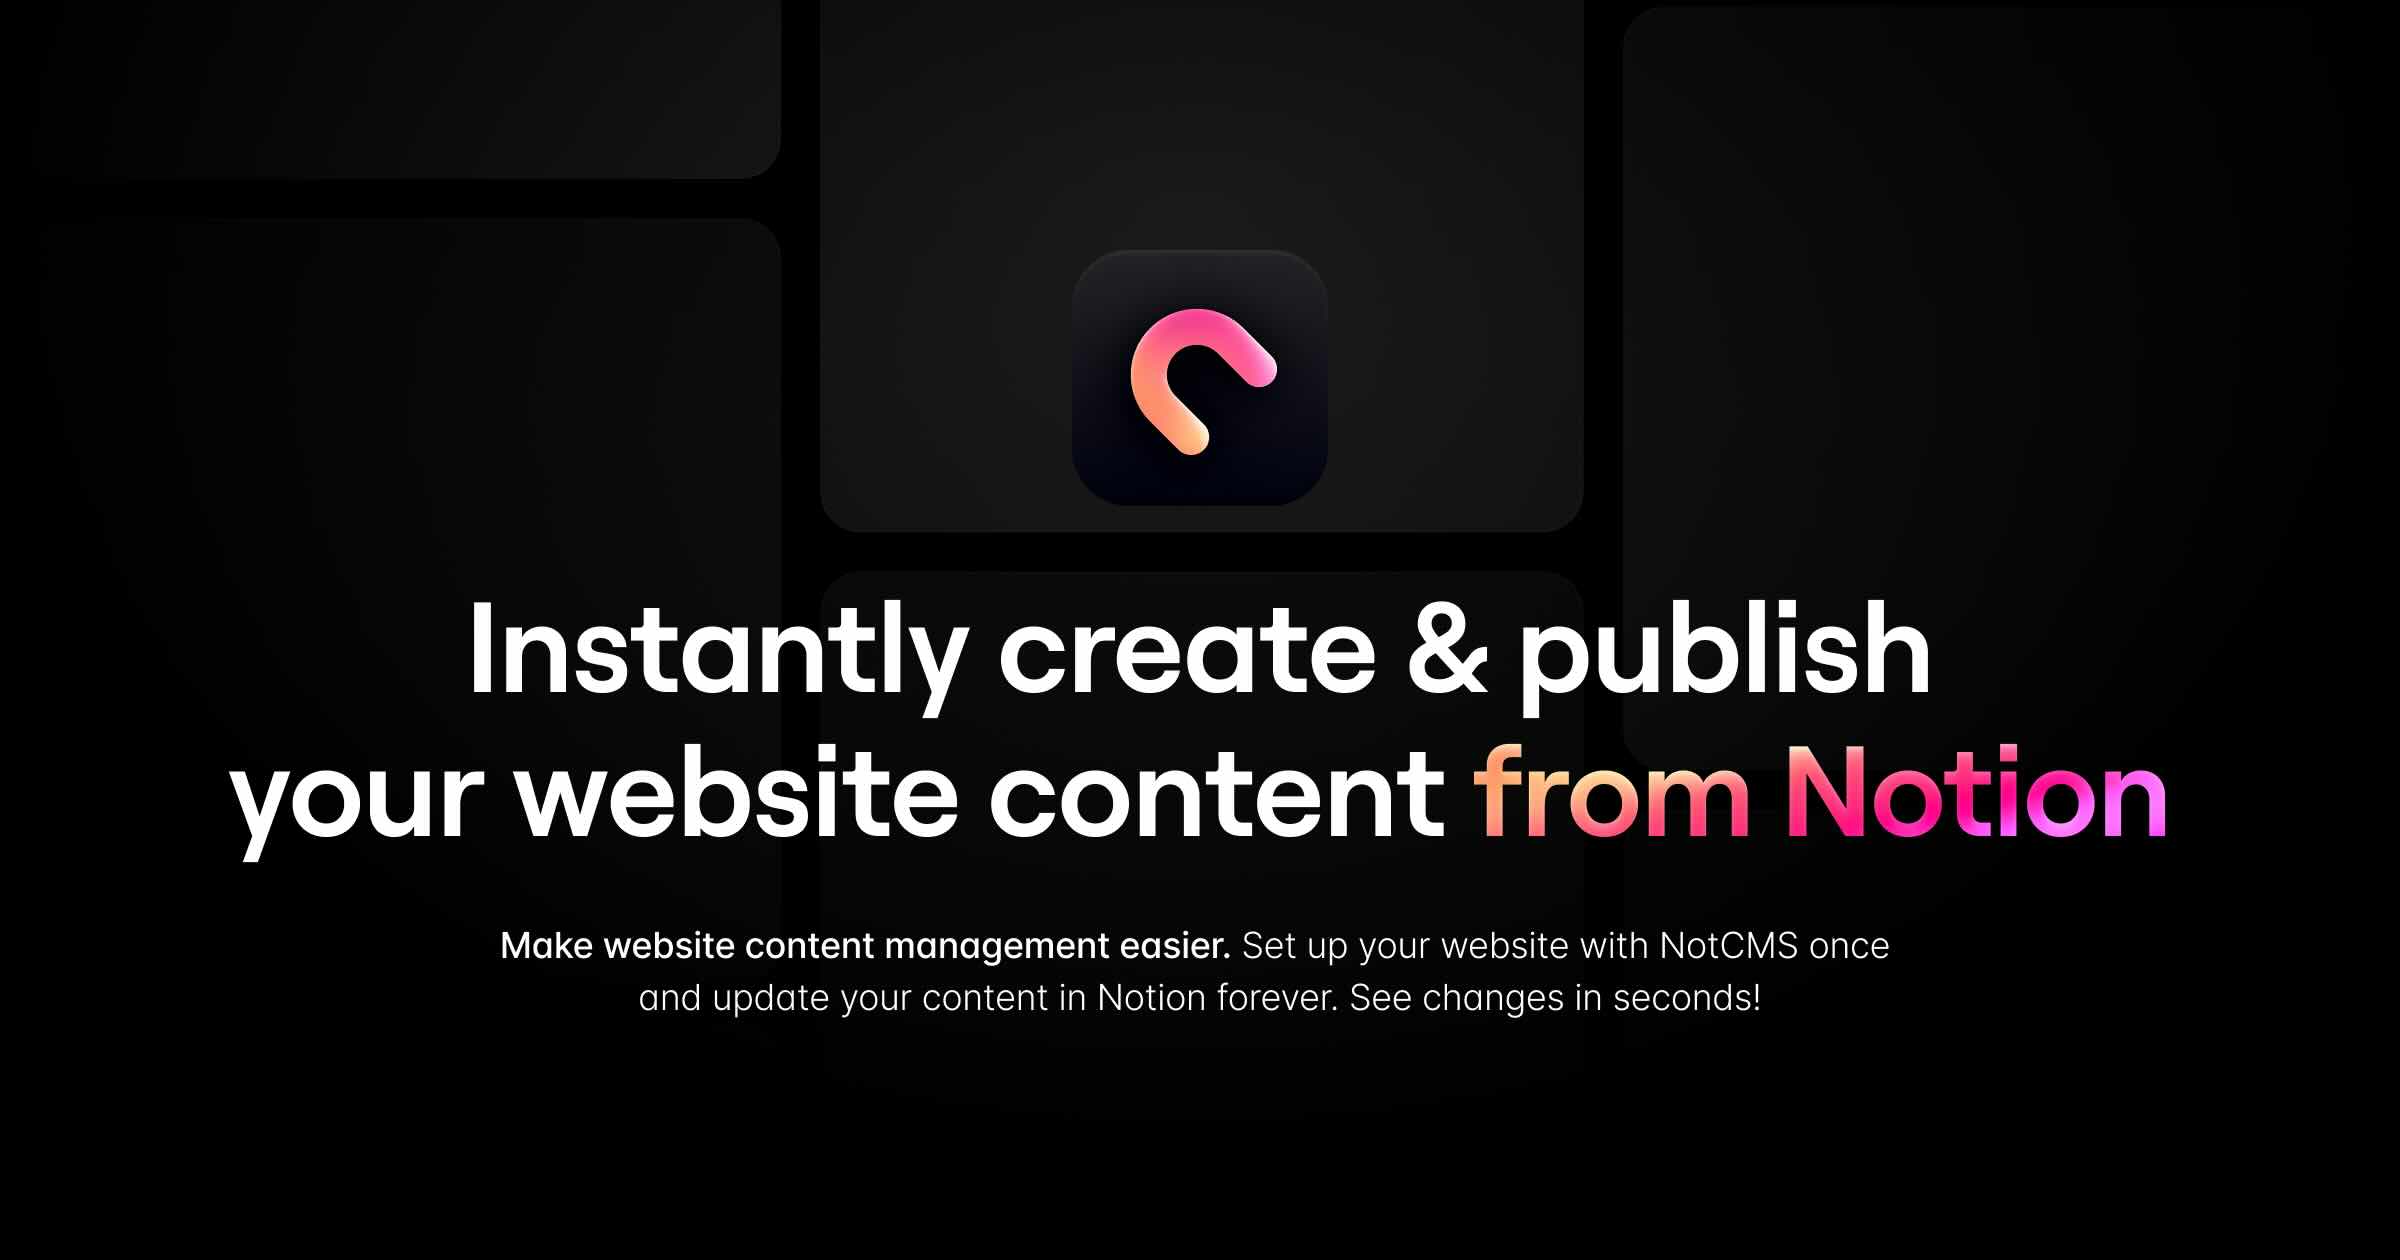 Instantly create & publish
your website content from Notion
Make website content management easier. Set up your website with NotCMS once
and update your content in Notion forever. See changes in seconds!